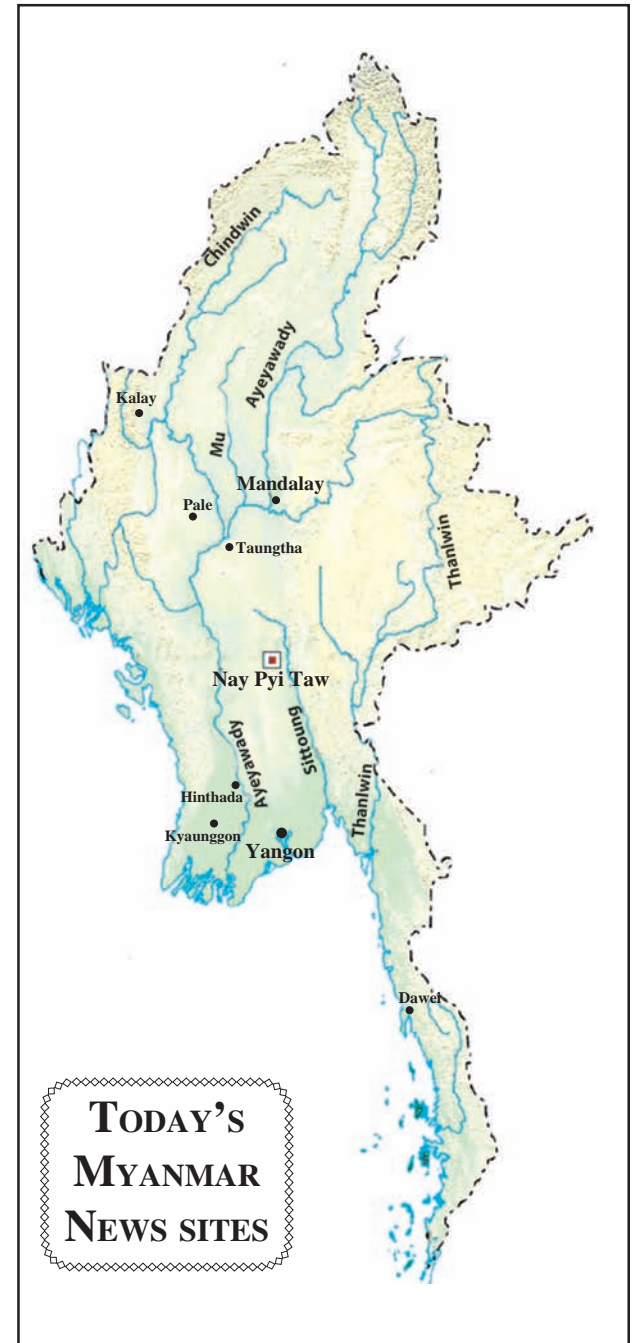 Chindwin
Ayeyawady
Kalay
Mu
Mandalay
Pale
Taungtha
Thanlwin
Nay Pyi Taw
Sittoung
Ayeyawady
Thanlwin
Hinthada
Kyaunggon
Yangon
Dawei
TODAY'S
MYANMAR
NEWS SITES